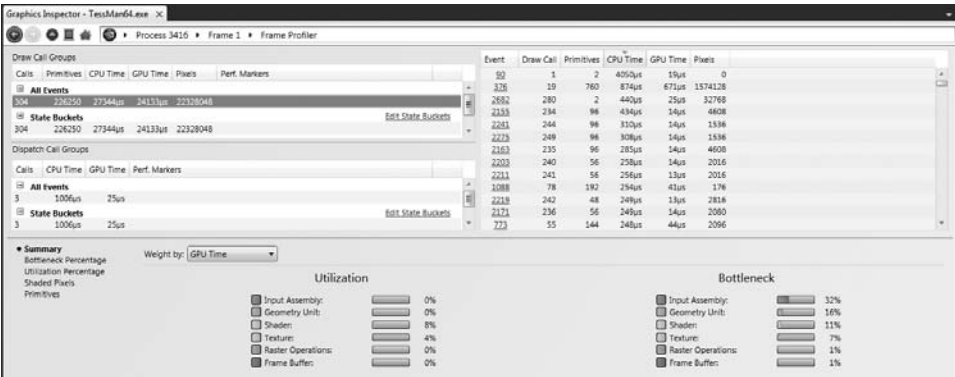 Graphics Inspector - TessMan64.exe
Process 3416 Frame 1 Frame Profiler
Draw Call Groups
Calls Primitives CPU Time GPU Time Pixels Perf. Markers
All Events
304 226250 27344µs 24133µs 22328048
State Buckets Edit State Buckets
304 226250 27344µs 24133µs 22328048
Dispatch Call Groups
Calls CPU Time GPU Time Perf. Markers
All Events
3 1006µs 25µs
State Buckets Edit State Buckets
3 1006µs 25µs
Event Draw Call Primitives CPU Time GPU Time Pixels
90 1 2 4050µs 19µs 0
376 19 760 874µs 671µs 1574128
2682 280 2 440µs 25µs 32768
2155 234 96 434µs 14µs 4608
2241 244 96 310µs 14µs 1536
2275 249 96 308µs 14µs 1536
2163 235 96 285µs 14µs 4608
2203 240 56 258µs 14µs 2016
2211 241 56 256µs 13µs 2016
1088 78 192 254µs 41µs 176
2219 242 48 249µs 13µs 2816
2171 236 56 249µs 14µs 2080
773 55 144 248µs 44µs 2096
Summary
Bottleneck Percentage
Utilization Percentage
Shaded Pixels
Primitives
Weight by: GPU Time
Utilization
Input Assembly: 0%
Geometry Unit: 0%
Shader: 8%
Texture: 4%
Raster Operations: 0%
Frame Buffer: 0%
Bottleneck
Input Assembly: 32%
Geometry Unit: 16%
Shader: 11%
Texture: 7%
Raster Operations: 1%
Frame Buffer: 1%